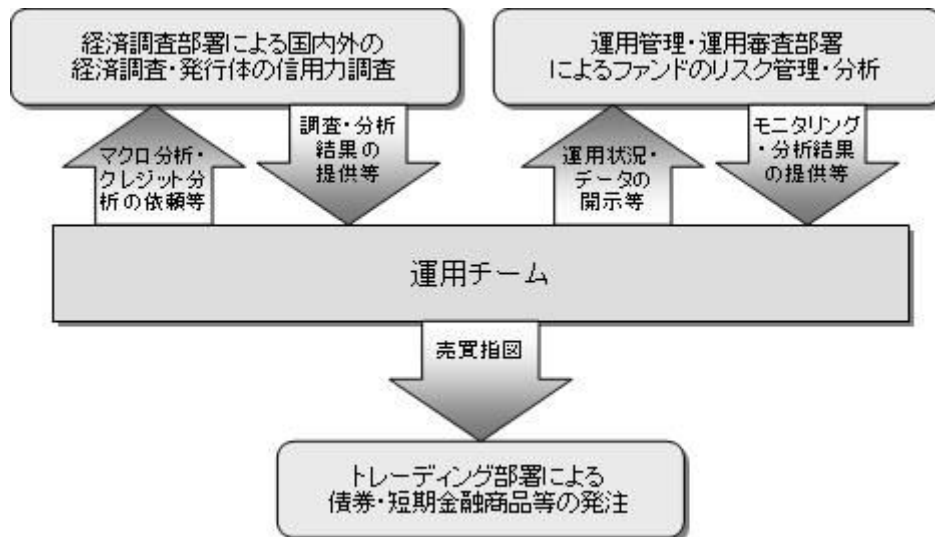 経済調査部署による国内外の
経済調査・発行体の信用力調査
運用管理・運用審査部署
によるファンドのリスク管理・分析
マクロ分析・
クレジット分
析の依頼等
調査・分析
結果の
提供等
運用状況・
データの
開示等
モニタリング
・分析結果
の提供等
運用チーム
売買指図
トレーディング部署による
債券・短期金融商品等の発注